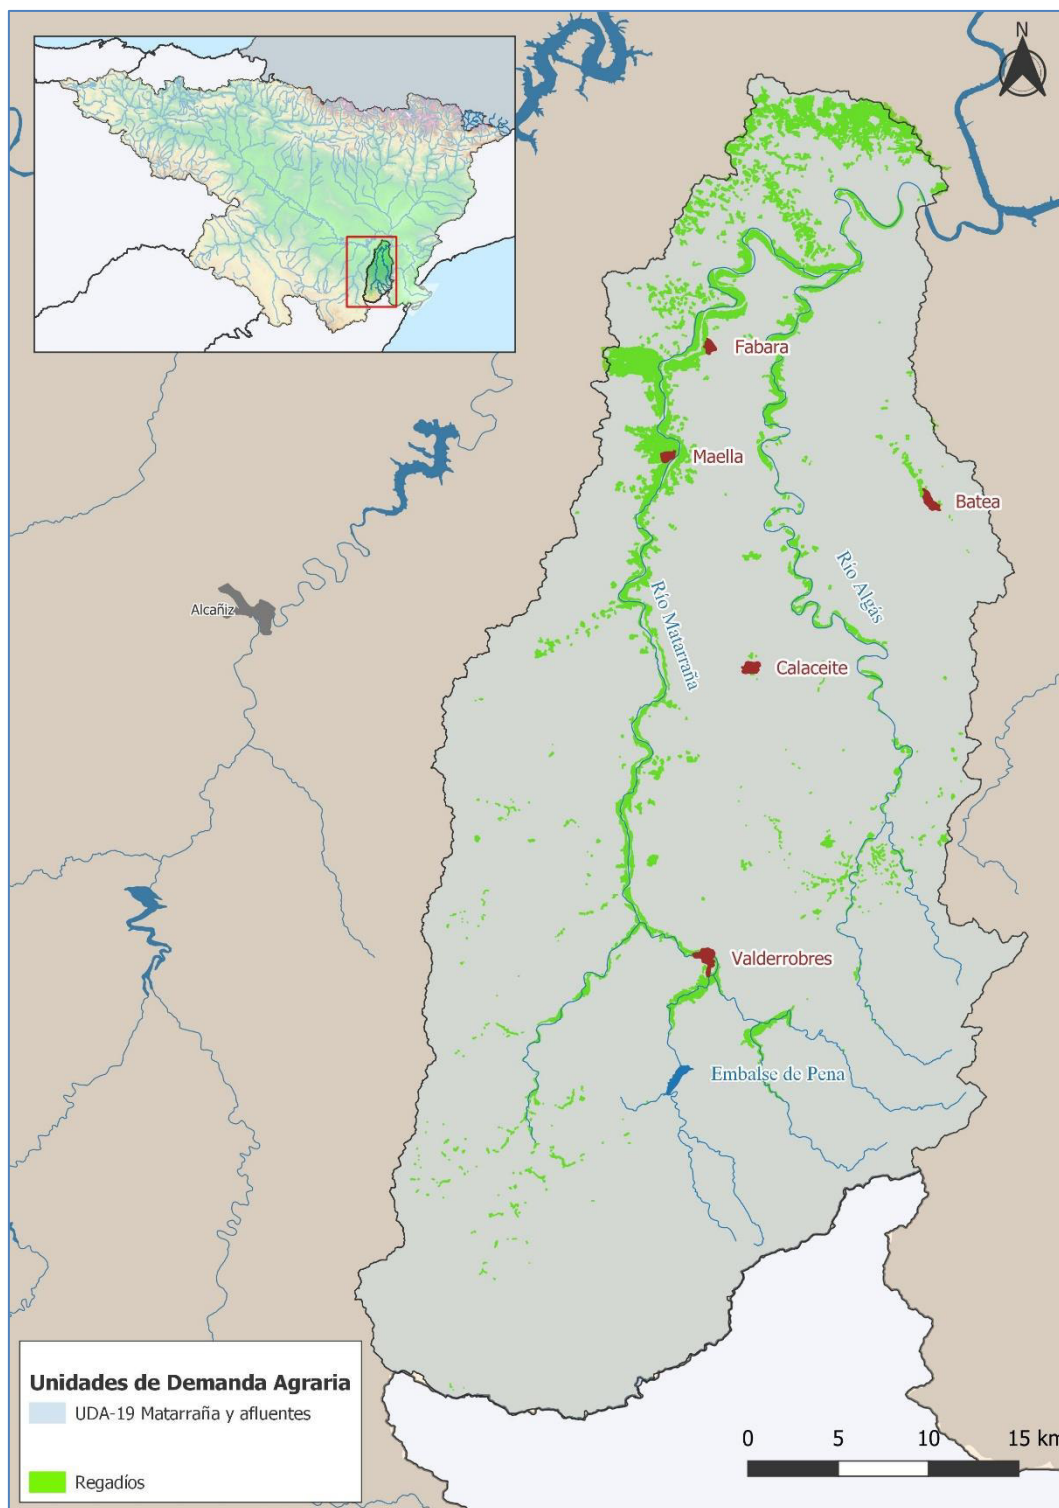 N
Fabara
Maella
Batea
Río Algás
Río Matarraña
Alcañiz
Calaceite
Valderrobres
Embalse de Pena
Unidades de Demanda Agraria
UDA-19 Matarraña y afluentes
Regadíos
0 5 10 15 km